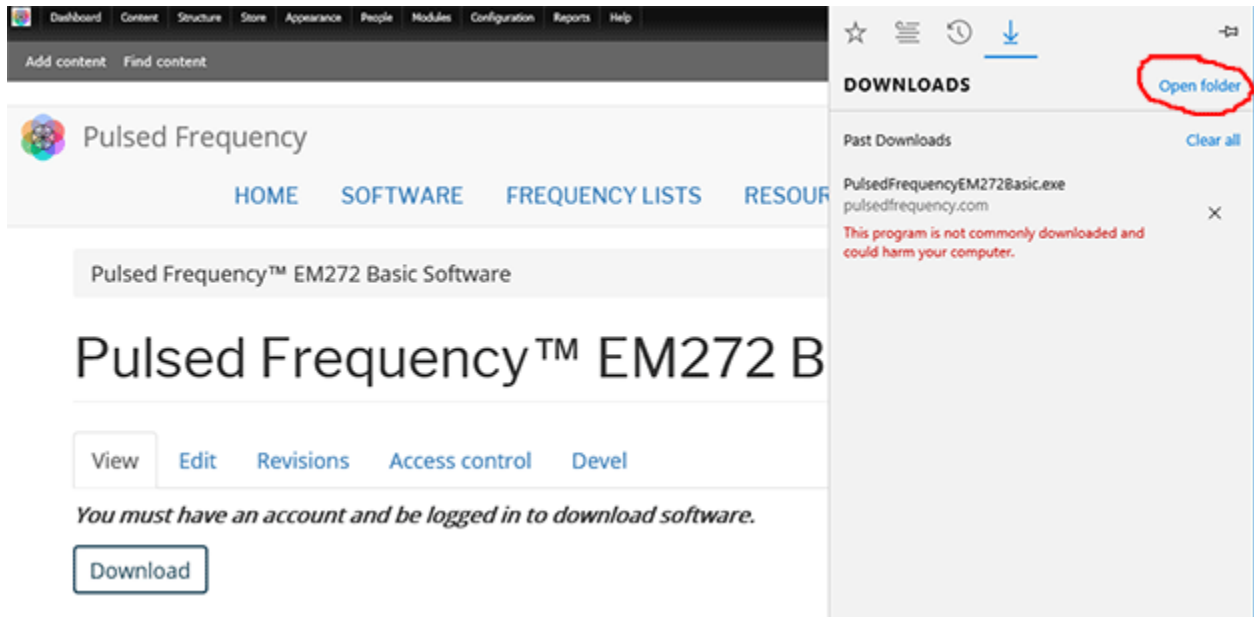 Dashboard Content Structure Store Appearance People Modules Configuration Reports Help
Add content Find content
Pulsed Frequency
HOME SOFTWARE FREQUENCY LISTS RESOUR
Pulsed Frequency™ EM272 Basic Software
Pulsed Frequency™ EM272 B
View Edit Revisions Access control Devel
You must have an account and be logged in to download software.
Download
DOWNLOADS Open folder
Past Downloads Clear all
PulsedFrequencyEM272Basic.exe
pulsedfrequency.com
This program is not commonly downloaded and
could harm your computer.